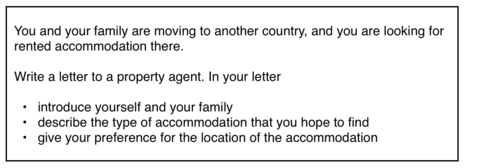 You and your family are moving to another country, and you are looking for
rented accommodation there.
Write a letter to a property agent. In your letter
• introduce yourself and your family
• describe the type of accommodation that you hope to find
• give your preference for the location of the accommodation